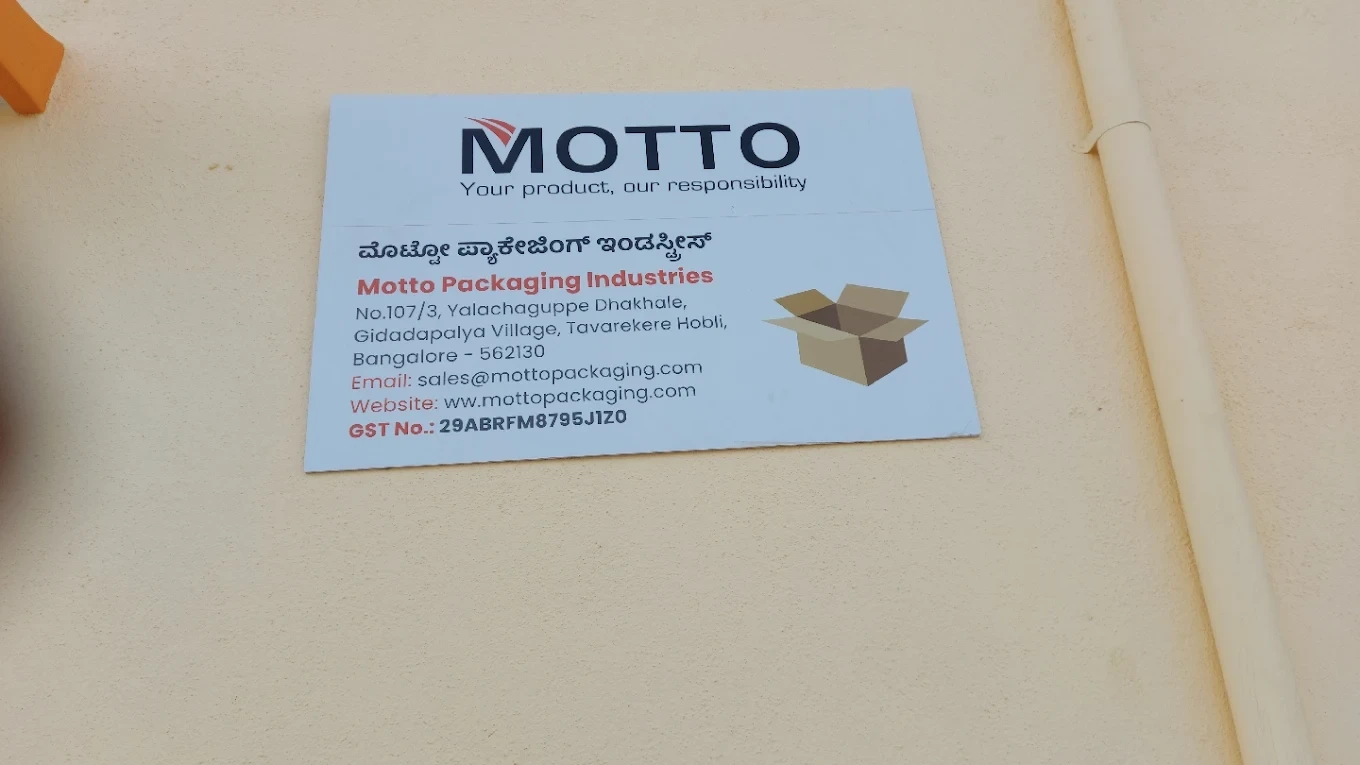 MOTTO
Your product, our responsibility
ಮೊಟ್ಟೋ ಪ್ಯಾಕೇಜಿಂಗ್ ಇಂಡಸ್ಟ್ರೀಸ್
Motto Packaging Industries
No.107/3, Yalachaguppe Dhakhale,
Gidadapalya Village, Tavarekere Hobli,
Bangalore - 562130
Email: sales@mottopackaging.com
Website: ww.mottopackaging.com
GST No.: 29ABRFM8795J1Z0